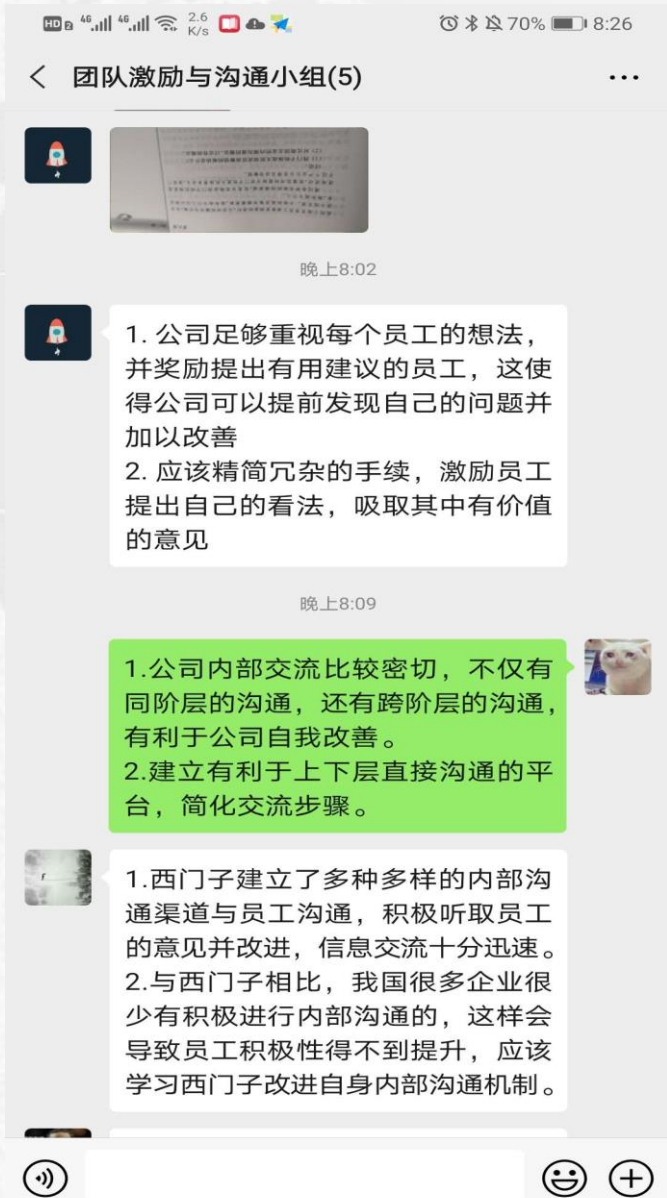 HD 2 46 46 2.6 K/s 70% 8:26
团队激励与沟通小组(5)
晚上8:02
1. 公司足够重视每个员工的想法，
并奖励提出有用建议的员工，这使
得公司可以提前发现自己的问题并
加以改善
2. 应该精简冗杂的手续，激励员工
提出自己的看法，吸取其中有价值
的意见
晚上8:09
1.公司内部交流比较密切，不仅有
同阶层的沟通，还有跨阶层的沟通，
有利于公司自我改善。
2.建立有利于上下层直接沟通的平
台，简化交流步骤。
1.西门子建立了多种多样的内部沟
通渠道与员工沟通，积极听取员工
的意见并改进，信息交流十分迅速。
2.与西门子相比，我国很多企业很
少有积极进行内部沟通的，这样会
导致员工积极性得不到提升，应该
学习西门子改进自身内部沟通机制。